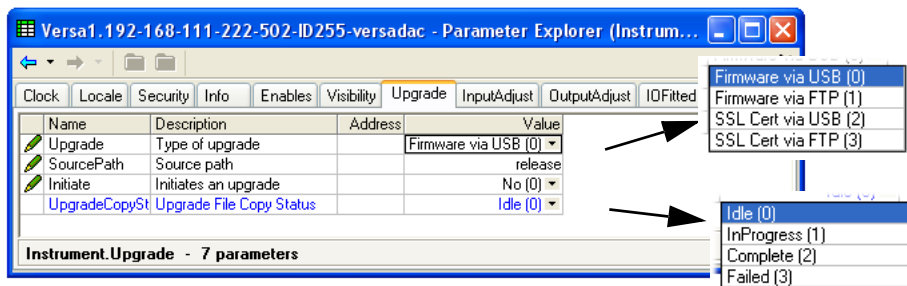 Versa1.192-168-111-222-502-ID255-versadac - Parameter Explorer (Instrum...
Clock Locale Security Info Enables Visibility Upgrade InputAdjust OutputAdjust IOFitted
Name Description Address Value
Upgrade Type of upgrade Firmware via USB (0)
SourcePath Source path release
Initiate Initiates an upgrade No (0)
UpgradeCopySt Upgrade File Copy Status Idle (0)
Instrument.Upgrade - 7 parameters
Firmware via USB (0)
Firmware via FTP (1)
SSL Cert via USB (2)
SSL Cert via FTP (3)
Idle (0)
InProgress (1)
Complete (2)
Failed (3)